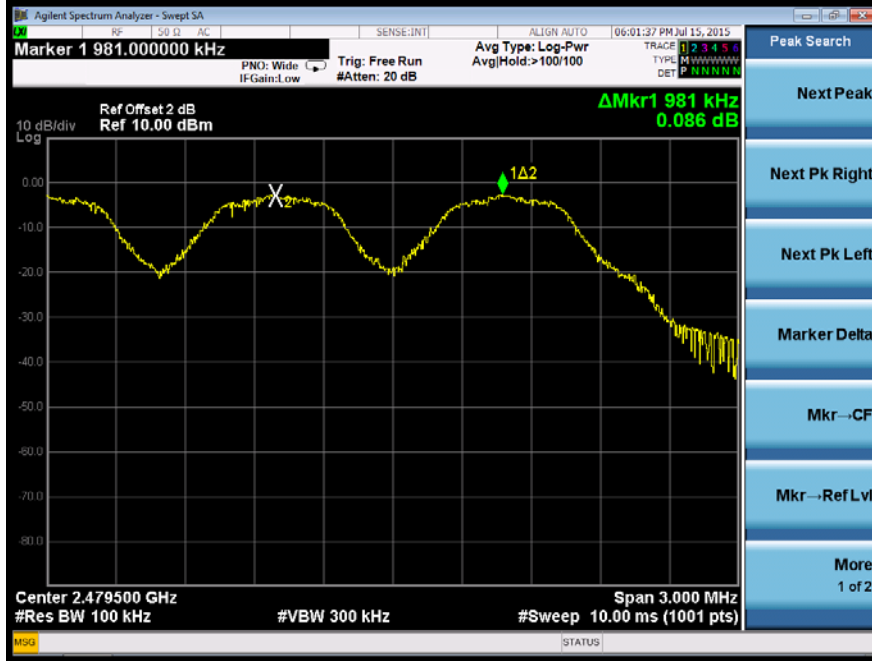 Agilent Spectrum Analyzer - Swept SA
LXI RF 50 Ω AC SENSE:INT ALIGN AUTO 06:01:37 PM Jul 15, 2015
Marker 1 981.000000 kHz
PNO: Wide Trig: Free Run Avg Type: Log-Pwr TRACE 1 2 3 4 5 6
IFGain:Low #Atten: 20 dB Avg|Hold:>100/100 TYPE M W W W W W
DET P N N N N N
Peak Search
ΔMkr1 981 kHz
0.086 dB
Ref Offset 2 dB
10 dB/div Ref 10.00 dBm
Log
0.00
-10.0
-20.0
-30.0
-40.0
-50.0
-60.0
-70.0
-80.0
X2
1Δ2
Center 2.479500 GHz Span 3.000 MHz
#Res BW 100 kHz #VBW 300 kHz #Sweep 10.00 ms (1001 pts)
MSG STATUS
Next Peak
Next Pk Right
Next Pk Left
Marker Delta
Mkr→CF
Mkr→Ref Lvl
More
1 of 2